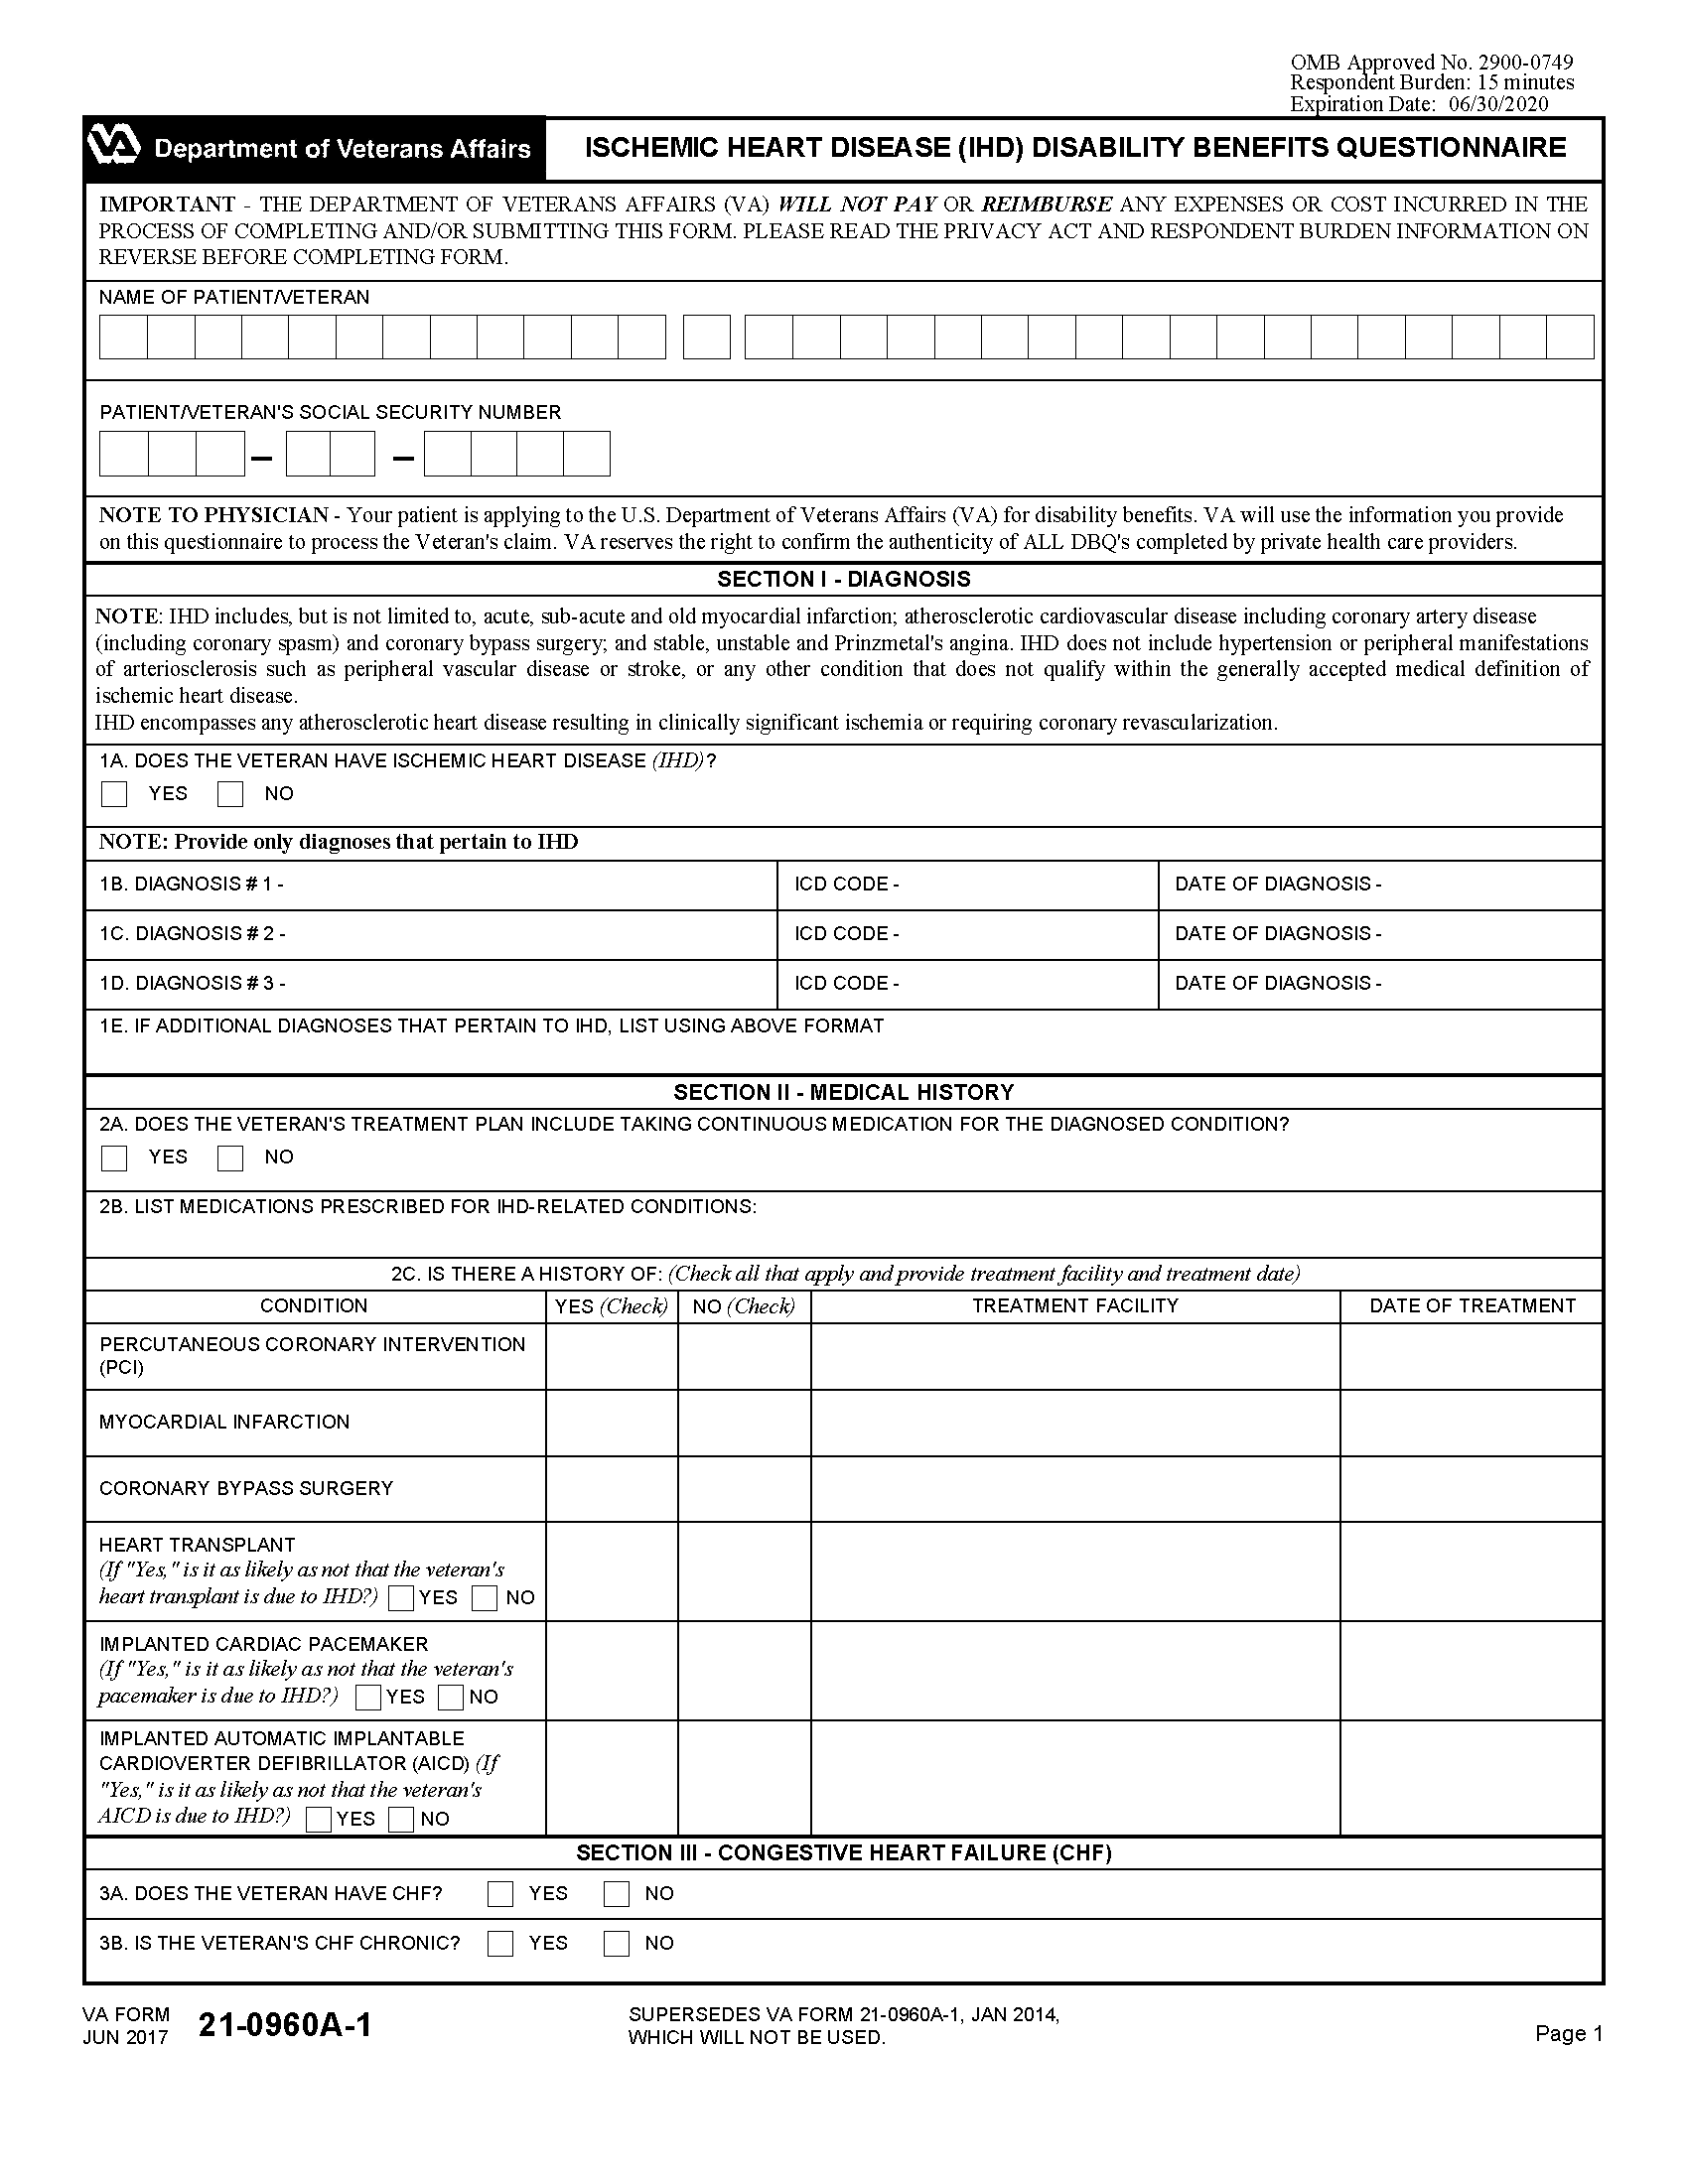 OMB Approved No. 2900-0749
Respondent Burden: 15 minutes
Expiration Date: 06/30/2020
VA Department of Veterans Affairs
ISCHEMIC HEART DISEASE (IHD) DISABILITY BENEFITS QUESTIONNAIRE
IMPORTANT - THE DEPARTMENT OF VETERANS AFFAIRS (VA) WILL NOT PAY OR REIMBURSE ANY EXPENSES OR COST INCURRED IN THE
PROCESS OF COMPLETING AND/OR SUBMITTING THIS FORM. PLEASE READ THE PRIVACY ACT AND RESPONDENT BURDEN INFORMATION ON
REVERSE BEFORE COMPLETING FORM.
NAME OF PATIENT/VETERAN
PATIENT/VETERAN'S SOCIAL SECURITY NUMBER
NOTE TO PHYSICIAN - Your patient is applying to the U.S. Department of Veterans Affairs (VA) for disability benefits. VA will use the information you provide
on this questionnaire to process the Veteran's claim. VA reserves the right to confirm the authenticity of ALL DBQ's completed by private health care providers.
SECTION I - DIAGNOSIS
NOTE: IHD includes, but is not limited to, acute, sub-acute and old myocardial infarction; atherosclerotic cardiovascular disease including coronary artery disease
(including coronary spasm) and coronary bypass surgery; and stable, unstable and Prinzmetal's angina. IHD does not include hypertension or peripheral manifestations
of arteriosclerosis such as peripheral vascular disease or stroke, or any other condition that does not qualify within the generally accepted medical definition of
ischemic heart disease.
IHD encompasses any atherosclerotic heart disease resulting in clinically significant ischemia or requiring coronary revascularization.
1A. DOES THE VETERAN HAVE ISCHEMIC HEART DISEASE (IHD)?
YES NO
NOTE: Provide only diagnoses that pertain to IHD
1B. DIAGNOSIS # 1 - ICD CODE - DATE OF DIAGNOSIS -
1C. DIAGNOSIS # 2 - ICD CODE - DATE OF DIAGNOSIS -
1D. DIAGNOSIS # 3 - ICD CODE - DATE OF DIAGNOSIS -
1E. IF ADDITIONAL DIAGNOSES THAT PERTAIN TO IHD, LIST USING ABOVE FORMAT
SECTION II - MEDICAL HISTORY
2A. DOES THE VETERAN'S TREATMENT PLAN INCLUDE TAKING CONTINUOUS MEDICATION FOR THE DIAGNOSED CONDITION?
YES NO
2B. LIST MEDICATIONS PRESCRIBED FOR IHD-RELATED CONDITIONS:
2C. IS THERE A HISTORY OF: (Check all that apply and provide treatment facility and treatment date)
CONDITION YES (Check) NO (Check) TREATMENT FACILITY DATE OF TREATMENT
PERCUTANEOUS CORONARY INTERVENTION
(PCI)
MYOCARDIAL INFARCTION
CORONARY BYPASS SURGERY
HEART TRANSPLANT
(If "Yes," is it as likely as not that the veteran's
heart transplant is due to IHD?) YES NO
IMPLANTED CARDIAC PACEMAKER
(If "Yes," is it as likely as not that the veteran's
pacemaker is due to IHD?) YES NO
IMPLANTED AUTOMATIC IMPLANTABLE
CARDIOVERTER DEFIBRILLATOR (AICD) (If
"Yes," is it as likely as not that the veteran's
AICD is due to IHD?) YES NO
SECTION III - CONGESTIVE HEART FAILURE (CHF)
3A. DOES THE VETERAN HAVE CHF? YES NO
3B. IS THE VETERAN'S CHF CHRONIC? YES NO
VA FORM
JUN 2017 21-0960A-1
SUPERSEDES VA FORM 21-0960A-1, JAN 2014,
WHICH WILL NOT BE USED.
Page 1